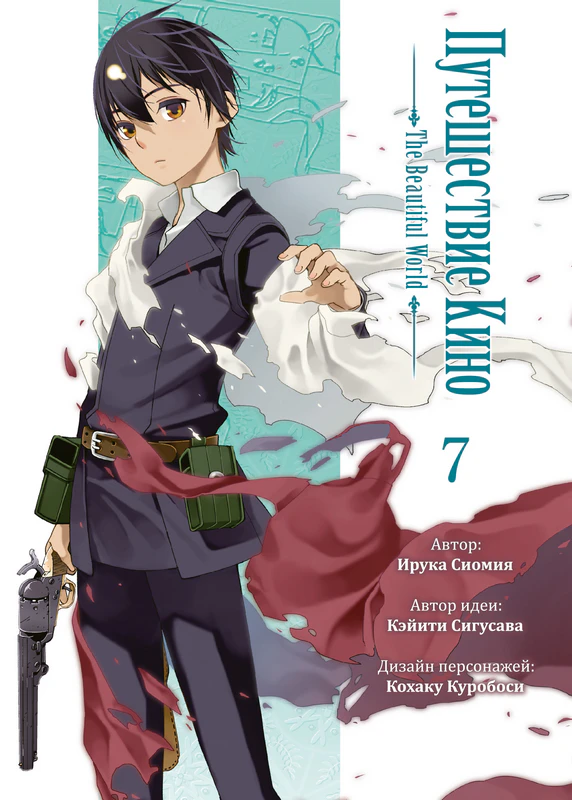 Путешествие Кино
The Beautiful World
7
Автор:
Ирука Сиомия
Автор идеи:
Кэйити Сигусава
Дизайн персонажей:
Кохаку Куробоси